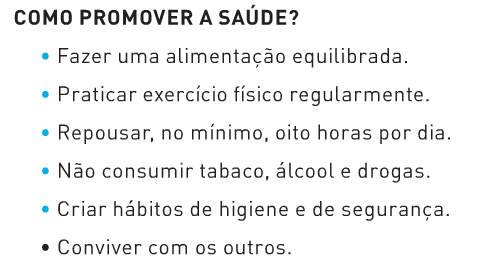 COMO PROMOVER A SAÚDE?
• Fazer uma alimentação equilibrada.
• Praticar exercício físico regularmente.
• Repousar, no mínimo, oito horas por dia.
• Não consumir tabaco, álcool e drogas.
• Criar hábitos de higiene e de segurança.
• Conviver com os outros.